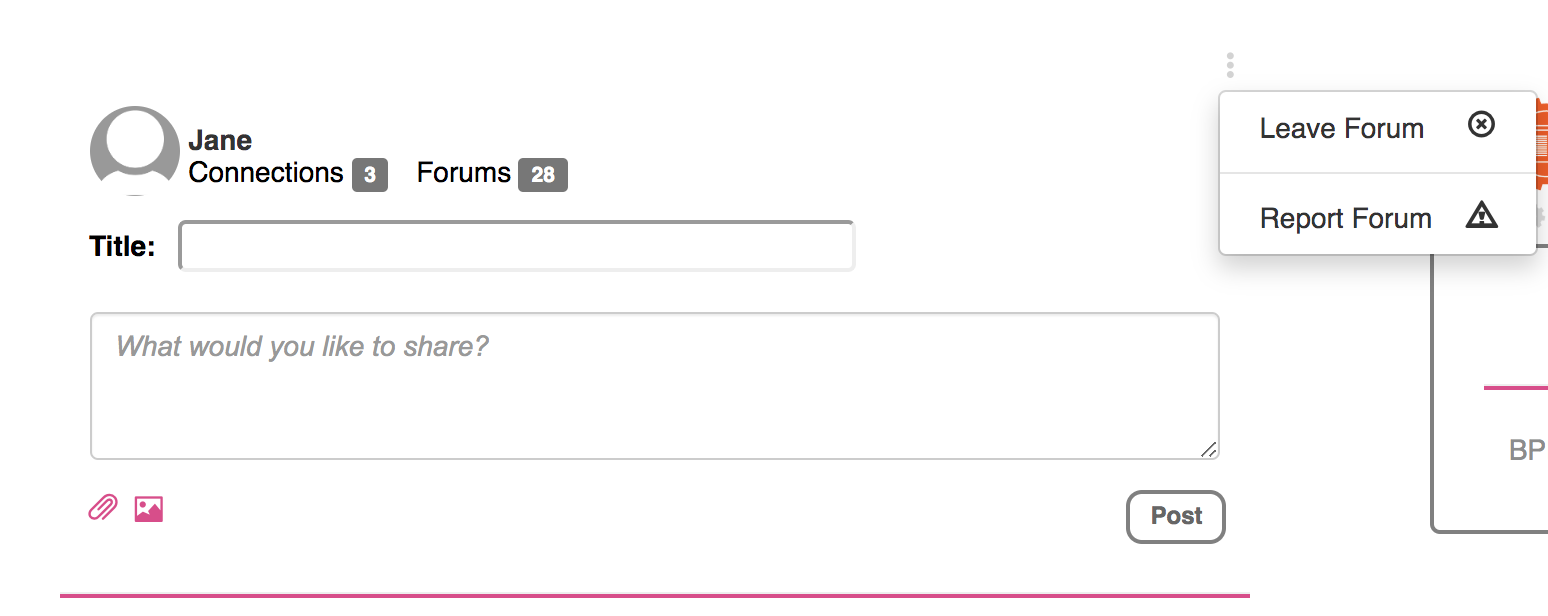 Leave Forum
Jane
Connections 3 Forums 28
Report Forum
Title:
What would you like to share?
BP
Post